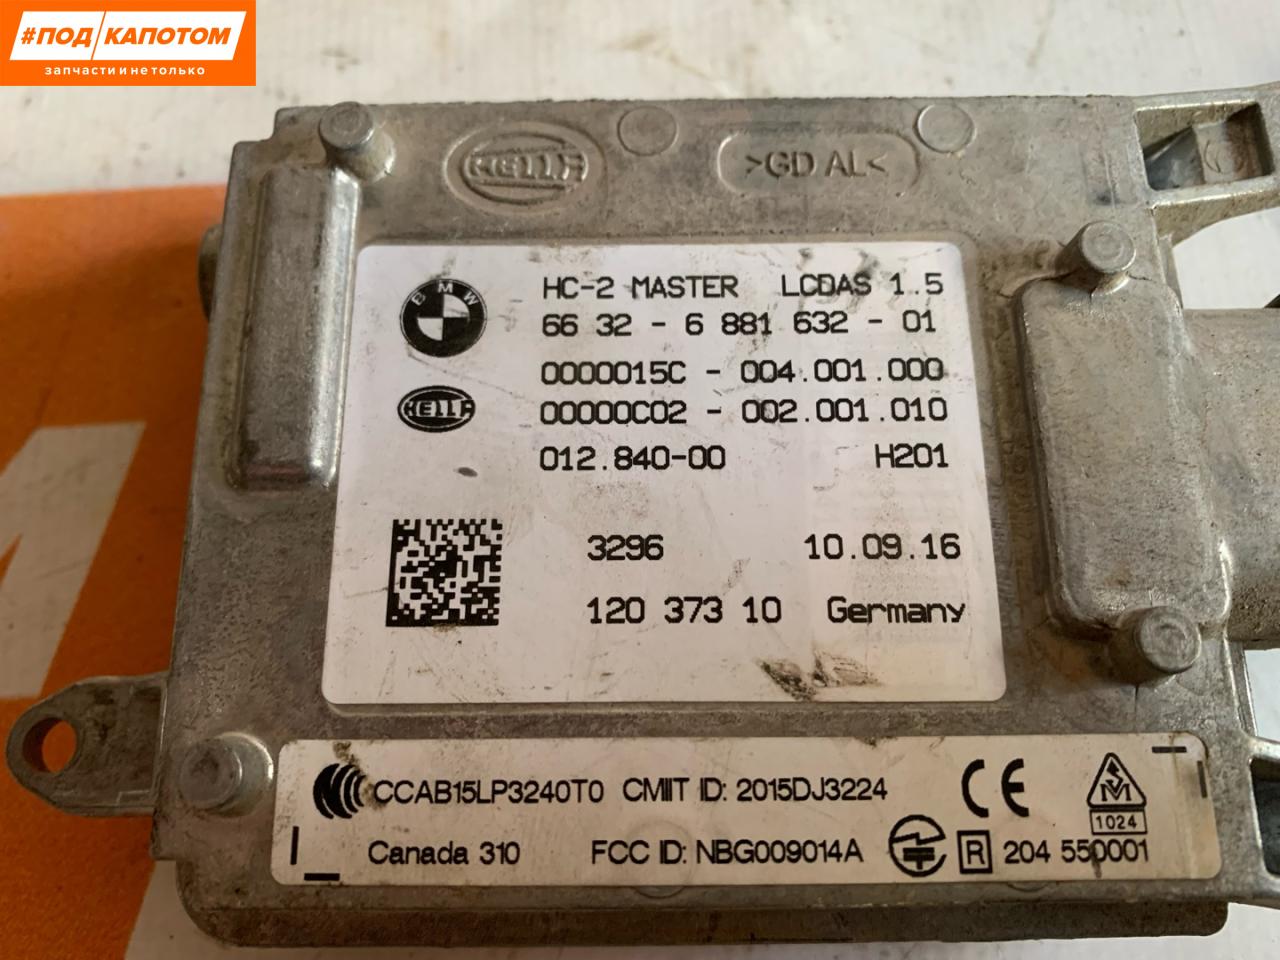 #ПОД/КАПОТОМ
запчасти и не только
HELLA
>GD AL<
BMW
HC-2 MASTER LCDAS 1.5
66 32 - 6 881 632 - 01
0000015C - 004.001.000
HELLA
00000C02 - 002.001.010
012.840-00 H201
3296 10.09.16
120 373 10 Germany
CCAB15LP3240T0 CMIIT ID: 2015DJ3224
CE
M
1024
Canada 310 FCC ID: NBG009014A
R 204 550001